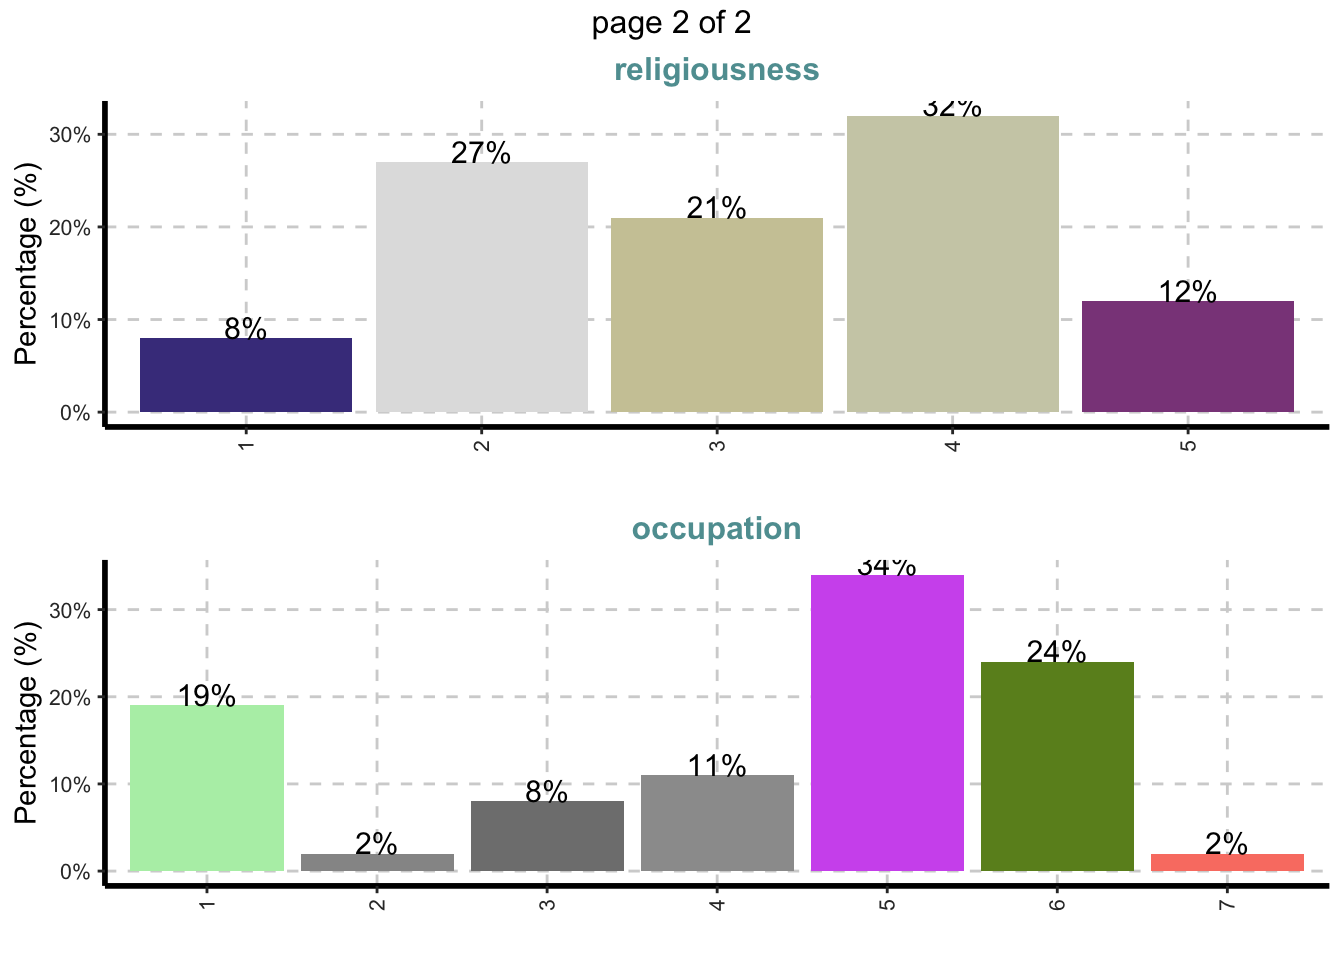 page 2 of 2
religiousness
Percentage (%)
30%
20%
10%
0%
8%
27%
21%
32%
12%
1 2 3 4 5
occupation
Percentage (%)
30%
20%
10%
0%
19%
2%
8%
11%
34%
24%
2%
1 2 3 4 5 6 7